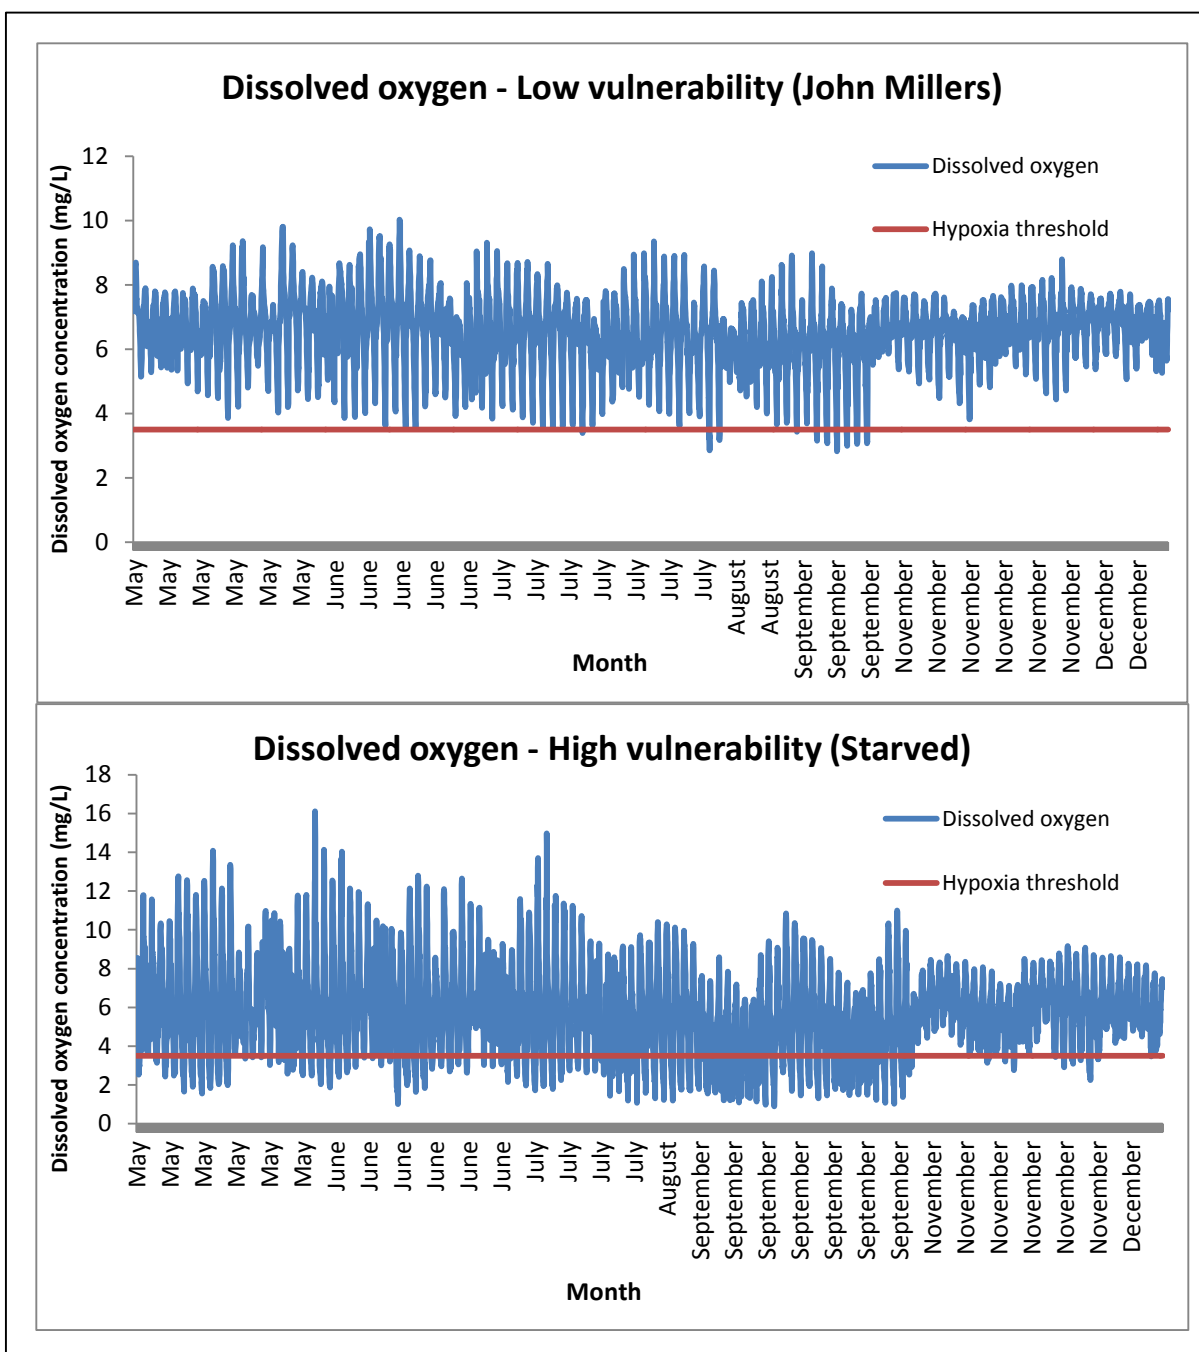 Dissolved oxygen - Low vulnerability (John Millers)
Dissolved oxygen concentration (mg/L)
12
10
8
6
4
2
0
Dissolved oxygen
Hypoxia threshold
May
May
May
May
May
May
June
June
June
June
June
July
July
July
July
July
July
July
August
August
September
September
September
November
November
November
November
November
November
December
December
Month
Dissolved oxygen - High vulnerability (Starved)
Dissolved oxygen concentration (mg/L)
18
16
14
12
10
8
6
4
2
0
Dissolved oxygen
Hypoxia threshold
May
May
May
May
May
May
June
June
June
June
June
June
July
July
July
July
August
September
September
September
September
September
September
September
November
November
November
November
November
November
December
Month